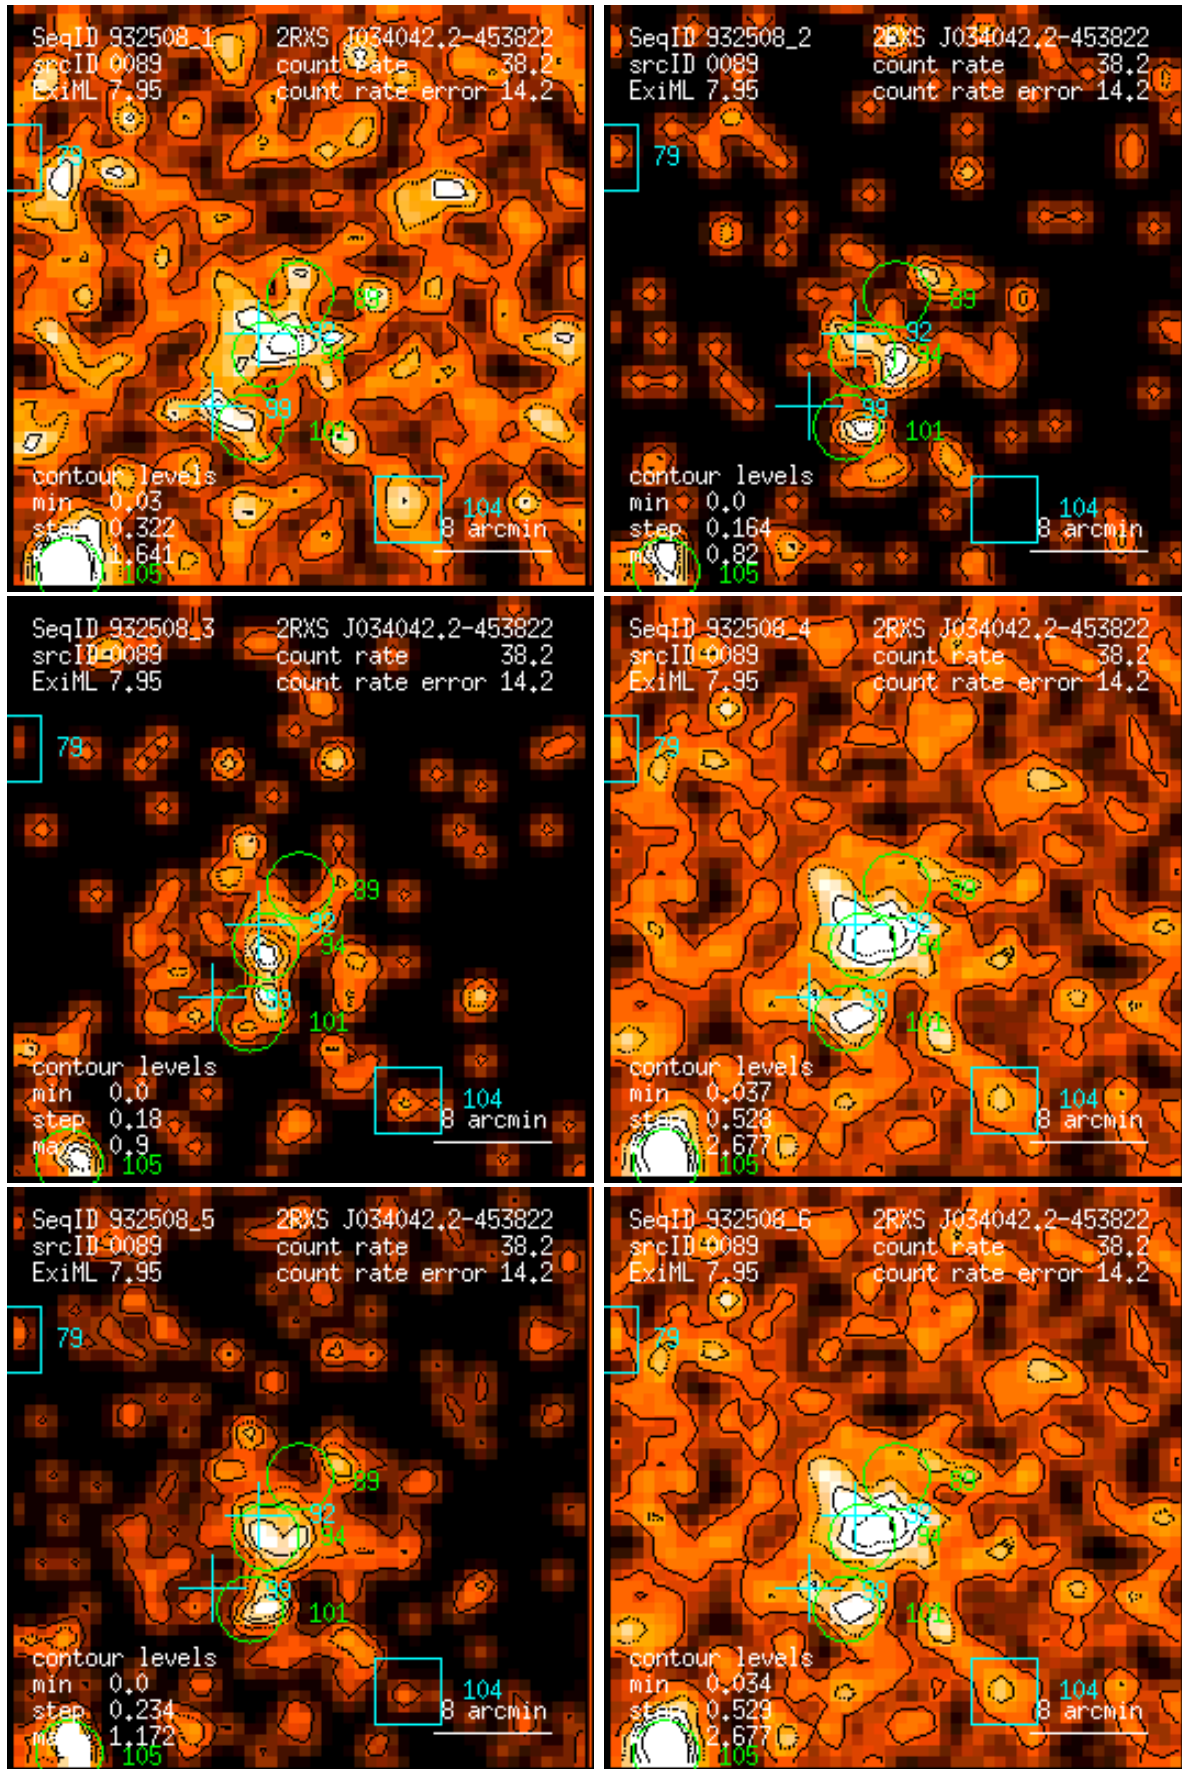 SeqID 932508_1 2RXS J034042.2-453822
srcID 0089 count rate 38.2
ExiML 7.95 count rate error 14.2
79
89
92
94
99
101
contour levels
min 0.03
104
step 0.322
8 arcmin
1.641
105
SeqID 932508_2 2RXS J034042.2-453822
srcID 0089 count rate 38.2
ExiML 7.95 count rate error 14.2
79
89
92
94
99
101
contour levels
min 0.0
104
step 0.164
8 arcmin
0.82
105
SeqID 932508_3 2RXS J034042.2-453822
srcID 0089 count rate 38.2
ExiML 7.95 count rate error 14.2
79
89
92
94
99
101
contour levels
min 0.0
104
step 0.18
8 arcmin
max 0.9
105
SeqID 932508_4 2RXS J034042.2-453822
srcID 0089 count rate 38.2
ExiML 7.95 count rate error 14.2
79
89
92
94
99
101
contour levels
min 0.037
104
step 0.528
8 arcmin
2.677
105
SeqID 932508_5 2RXS J034042.2-453822
srcID 0089 count rate 38.2
ExiML 7.95 count rate error 14.2
79
89
92
94
99
101
contour levels
min 0.0
104
step 0.234
8 arcmin
max 1.172
105
SeqID 932508_6 2RXS J034042.2-453822
srcID 0089 count rate 38.2
ExiML 7.95 count rate error 14.2
79
89
92
94
99
101
contour levels
min 0.034
104
step 0.529
8 arcmin
2.677
105